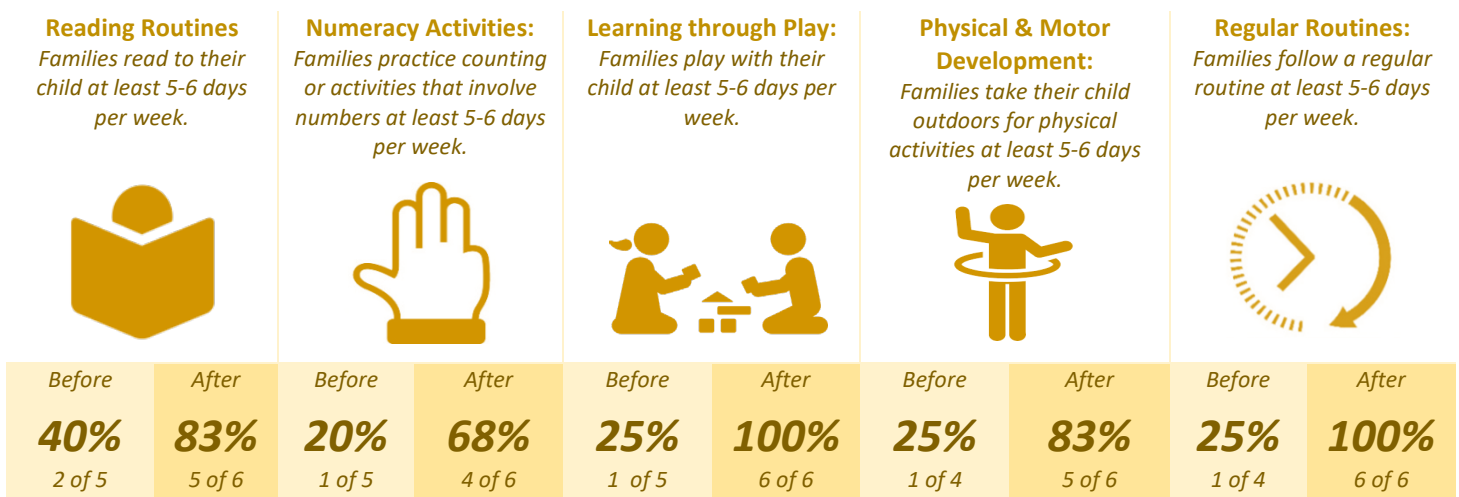 Reading Routines
Families read to their
child at least 5-6 days
per week.
Numeracy Activities:
Families practice counting
or activities that involve
numbers at least 5-6 days
per week.
Learning through Play:
Families play with their
child at least 5-6 days per
week.
Physical & Motor
Development:
Families take their child
outdoors for physical
activities at least 5-6 days
per week.
Regular Routines:
Families follow a regular
routine at least 5-6 days
per week.
Before After Before After Before After Before After Before After
40% 83% 20% 68% 25% 100% 25% 83% 25% 100%
2 of 5 5 of 6 1 of 5 4 of 6 1 of 5 6 of 6 1 of 4 5 of 6 1 of 4 6 of 6